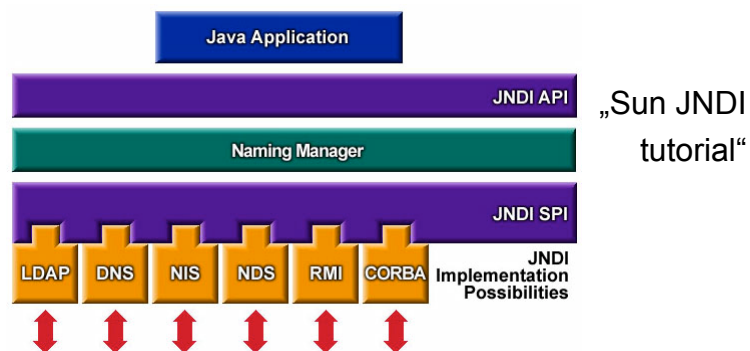 Java Application
JNDI API
„Sun JNDI
tutorial“
Naming Manager
JNDI SPI
LDAP
DNS
NIS
NDS
RMI
CORBA
JNDI
Implementation
Possibilities